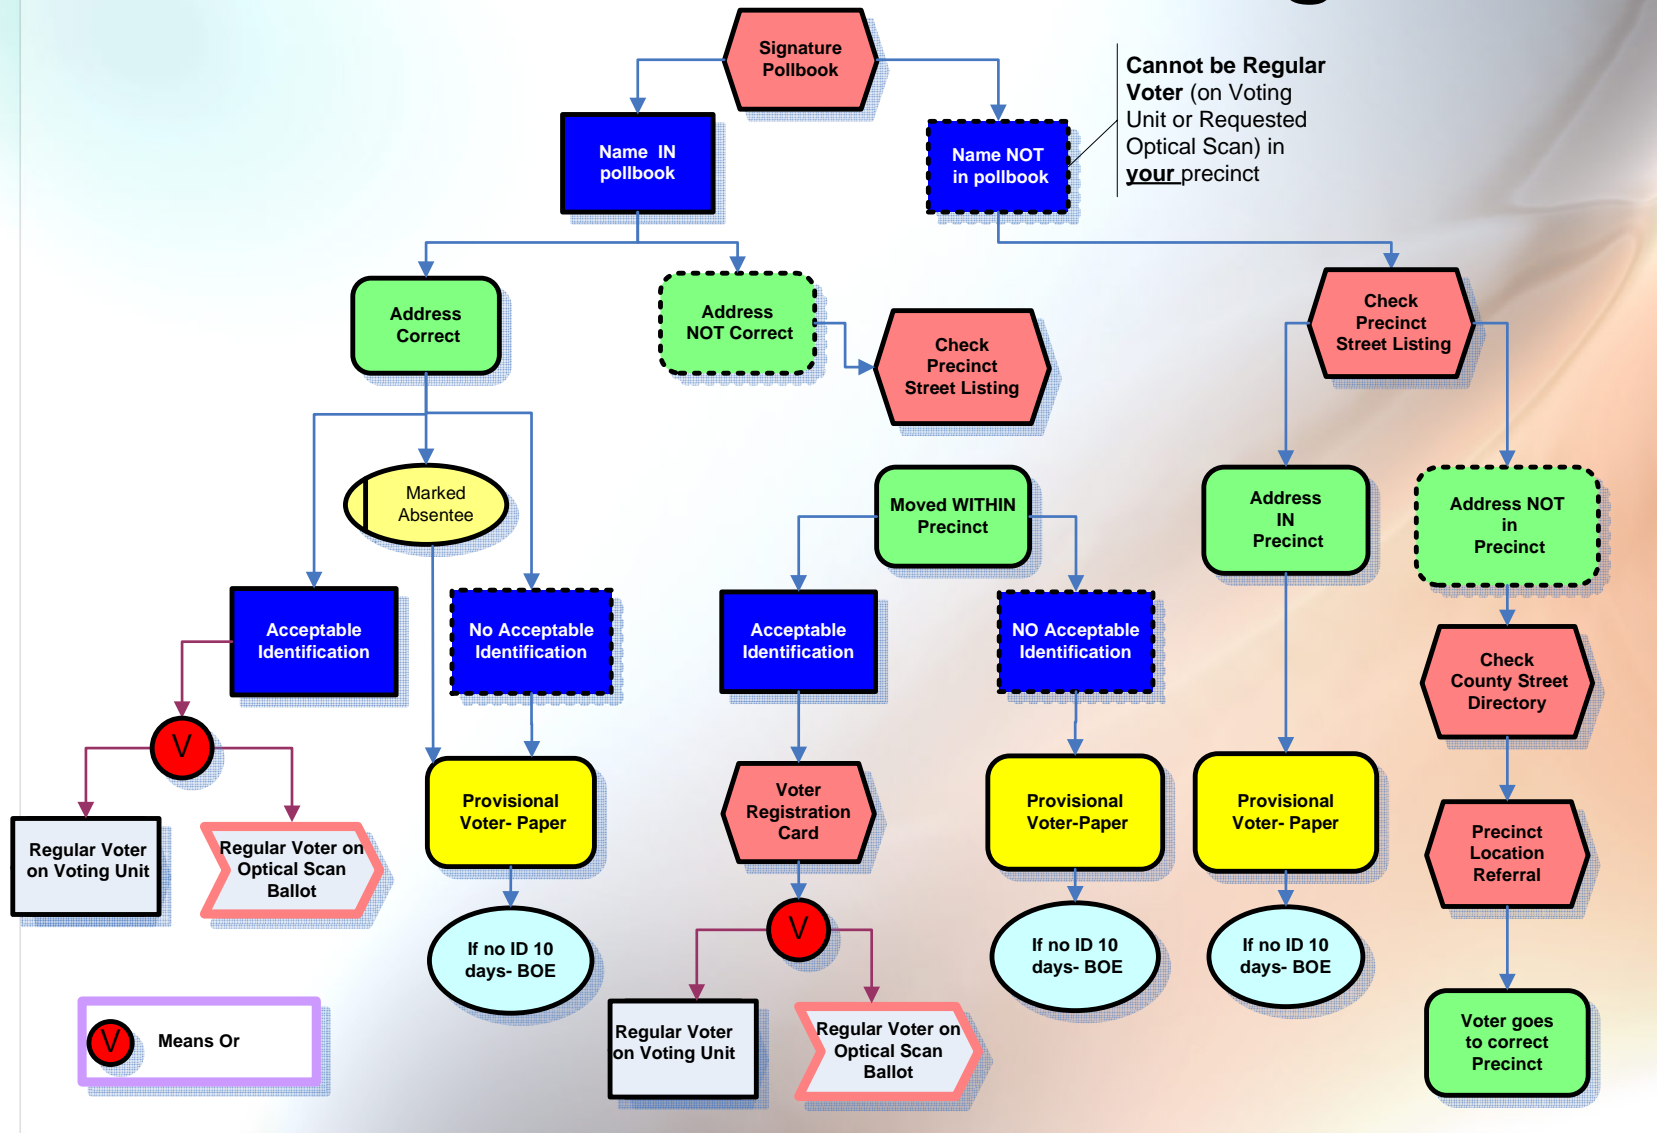 Signature
Pollbook
Cannot be Regular
Voter (on Voting
Unit or Requested
Optical Scan) in
your precinct
Name IN
pollbook
Name NOT
in pollbook
Address
Correct
Address
NOT Correct
Check
Precinct
Street Listing
Check
Precinct
Street Listing
Marked
Absentee
Moved WITHIN
Precinct
Address
IN
Precinct
Address NOT
in
Precinct
Acceptable
Identification
No Acceptable
Identification
Acceptable
Identification
NO Acceptable
Identification
Check
County Street
Directory
V
Regular Voter
on Voting Unit
Regular Voter on
Optical Scan
Ballot
Provisional
Voter- Paper
Voter
Registration
Card
Provisional
Voter-Paper
Provisional
Voter- Paper
Precinct
Location
Referral
If no ID 10
days- BOE
V
If no ID 10
days- BOE
If no ID 10
days- BOE
Regular Voter
on Voting Unit
Regular Voter on
Optical Scan
Ballot
Voter goes
to correct
Precinct
V
Means Or